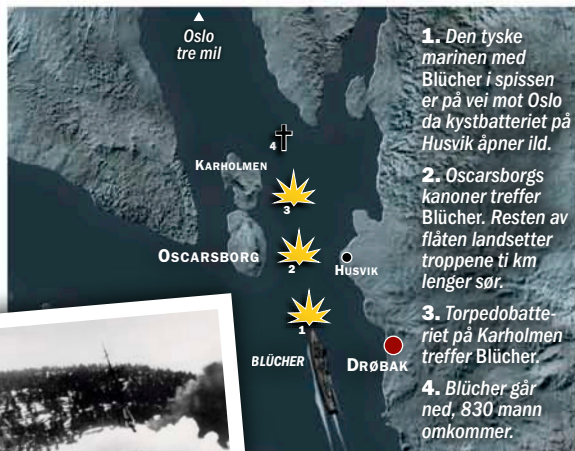 Oslo
tre mil
4
KARHOLMEN
3
OSCARSBORG
2
HUSVIK
1
BLÜCHER
DRØBAK
1. Den tyske
marinen med
Blücher i spissen
er på vei mot Oslo
da kystbatteriet på
Husvik åpner ild.
2. Oscarsborgs
kanoner treffer
Blücher. Resten av
flåten landsetter
troppene ti km
lenger sør.
3. Torpedobatte-
riet på Karholmen
treffer Blücher.
4. Blücher går
ned, 830 mann
omkommer.